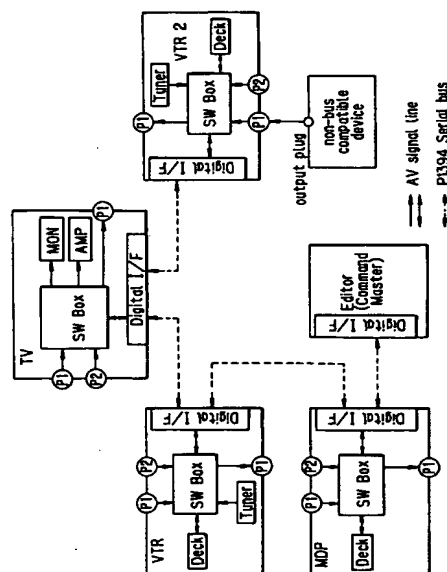 TV
P1
P2
SW Box
MON
AMP
P1
Digital I/F
VTR 2
Tuner
P1
SW Box
Deck
Digital I/F
P1
P2
output plug
non-bus
compatible
device
VTR
P1
P2
SW Box
Deck
Tuner
P1
Digital I/F
MDP
P1
P2
SW Box
Deck
P1
Digital I/F
Editor
(Command
Master)
Digital I/F
AV signal line
P1394 Serial bus